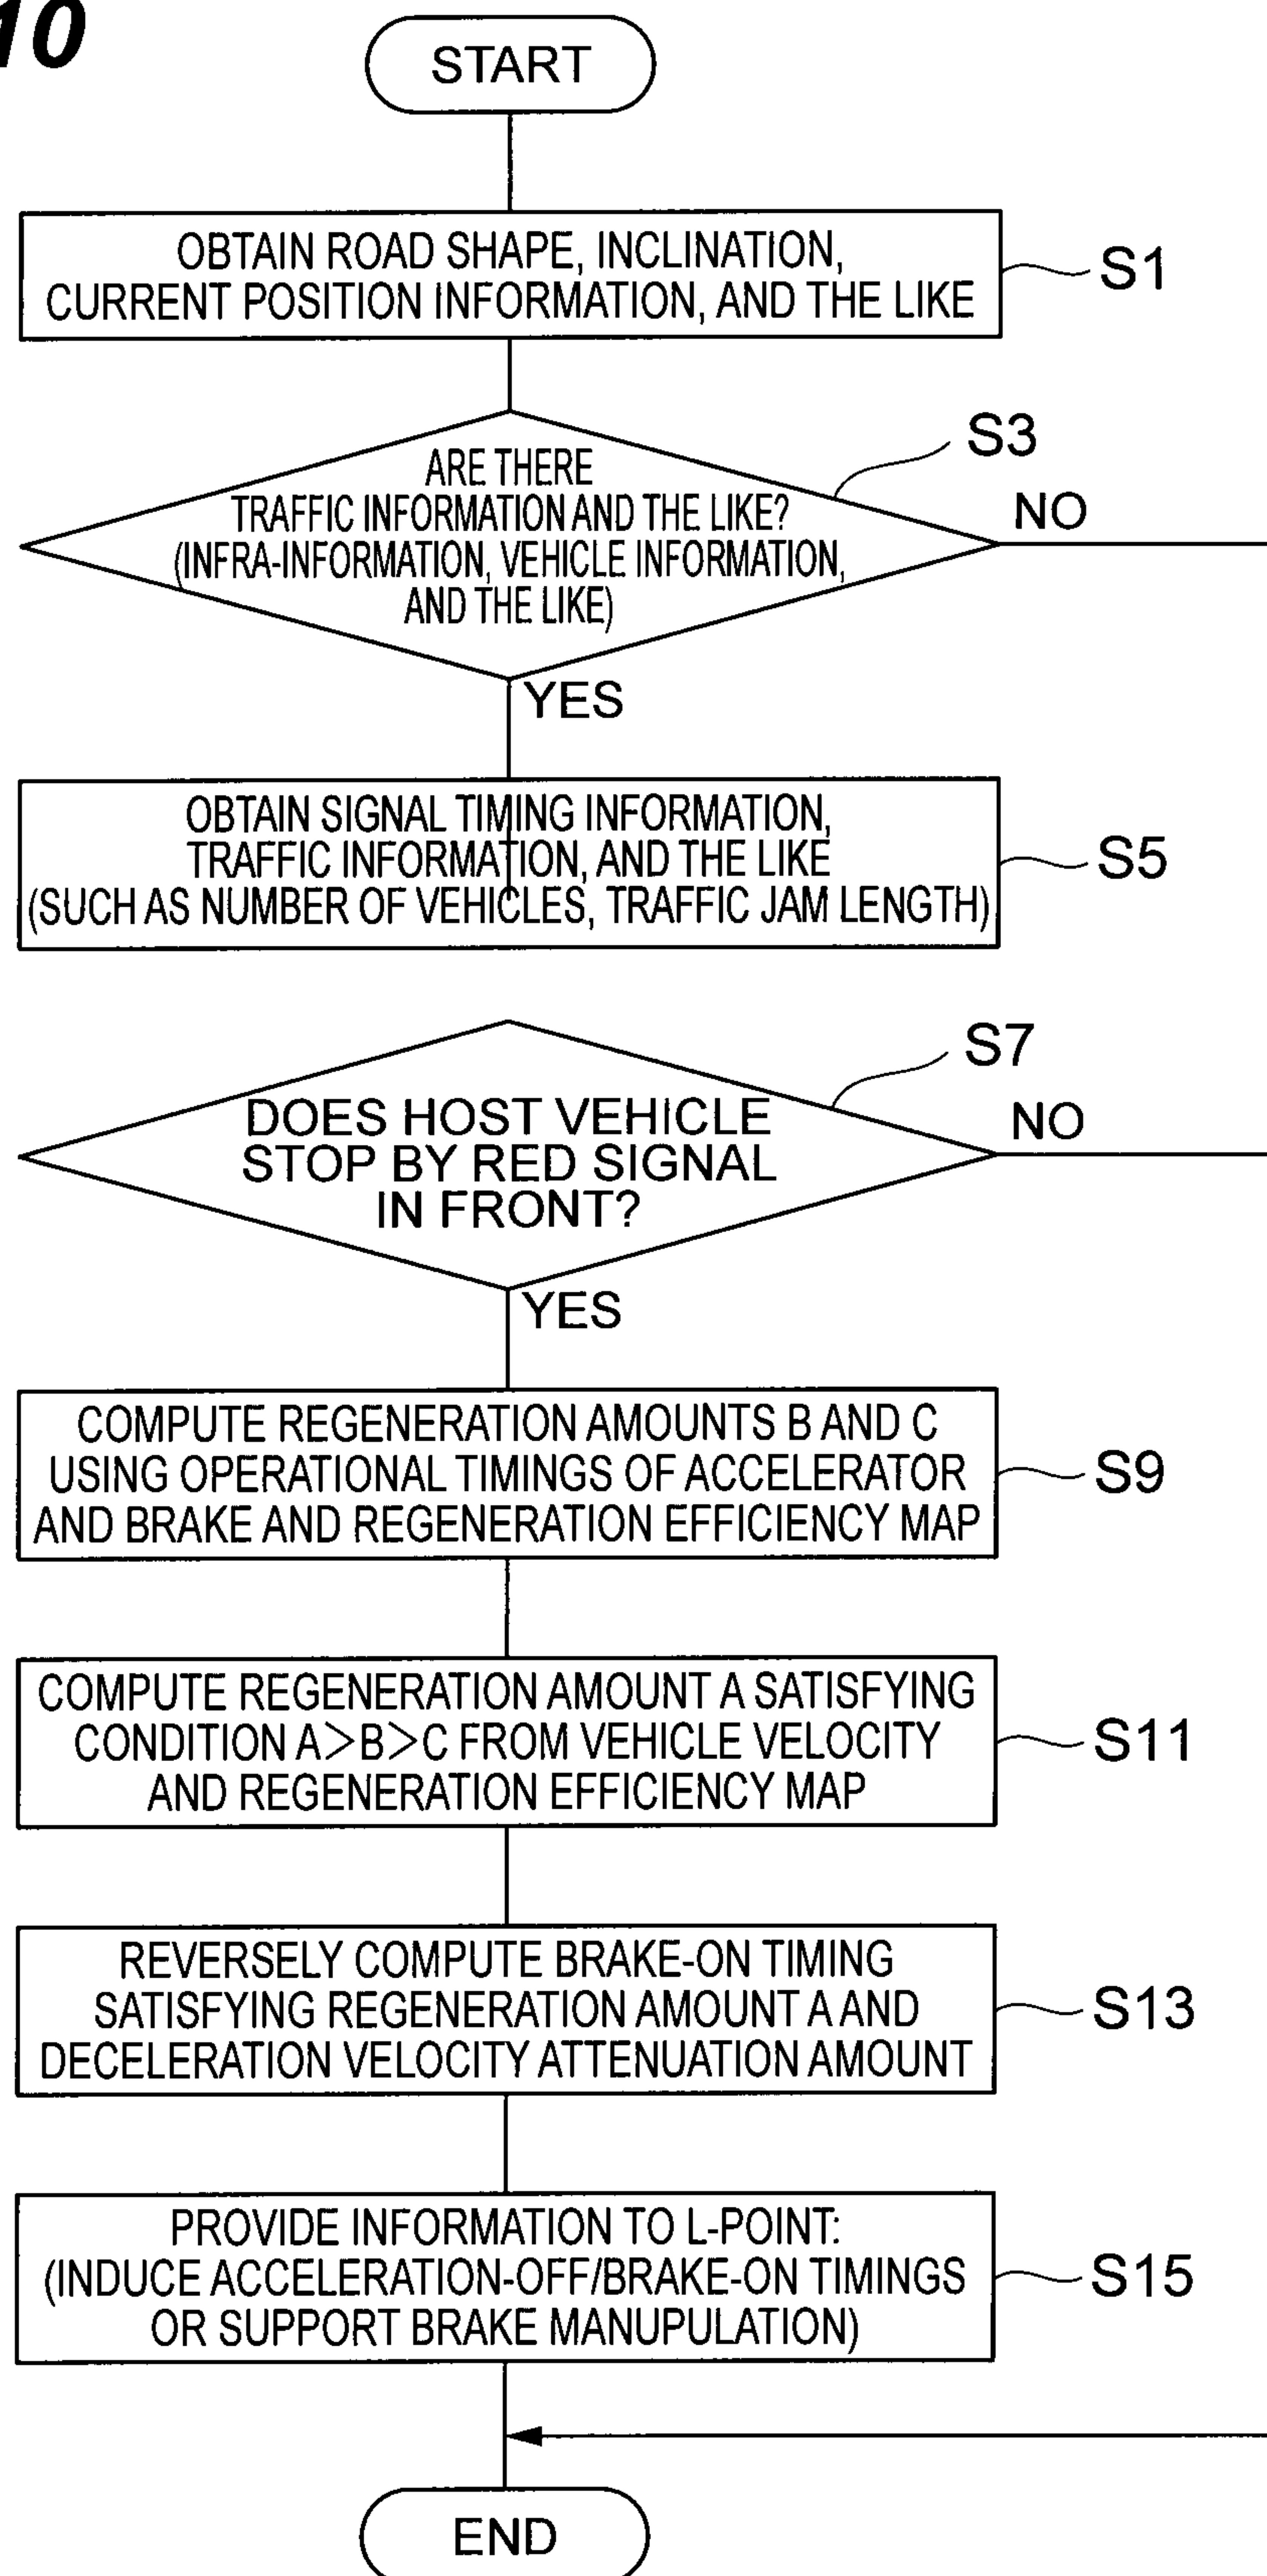 10
START
OBTAIN ROAD SHAPE, INCLINATION,
CURRENT POSITION INFORMATION, AND THE LIKE
S1
S3
ARE THERE
TRAFFIC INFORMATION AND THE LIKE?
(INFRA-INFORMATION, VEHICLE INFORMATION,
AND THE LIKE)
NO
YES
OBTAIN SIGNAL TIMING INFORMATION,
TRAFFIC INFORMATION, AND THE LIKE
(SUCH AS NUMBER OF VEHICLES, TRAFFIC JAM LENGTH)
S5
S7
DOES HOST VEHICLE
STOP BY RED SIGNAL
IN FRONT?
NO
YES
COMPUTE REGENERATION AMOUNTS B AND C
USING OPERATIONAL TIMINGS OF ACCELERATOR
AND BRAKE AND REGENERATION EFFICIENCY MAP
S9
COMPUTE REGENERATION AMOUNT A SATISFYING
CONDITION A>B>C FROM VEHICLE VELOCITY
AND REGENERATION EFFICIENCY MAP
S11
REVERSELY COMPUTE BRAKE-ON TIMING
SATISFYING REGENERATION AMOUNT A AND
DECELERATION VELOCITY ATTENUATION AMOUNT
S13
PROVIDE INFORMATION TO L-POINT:
(INDUCE ACCELERATION-OFF/BRAKE-ON TIMINGS
OR SUPPORT BRAKE MANUPULATION)
S15
END